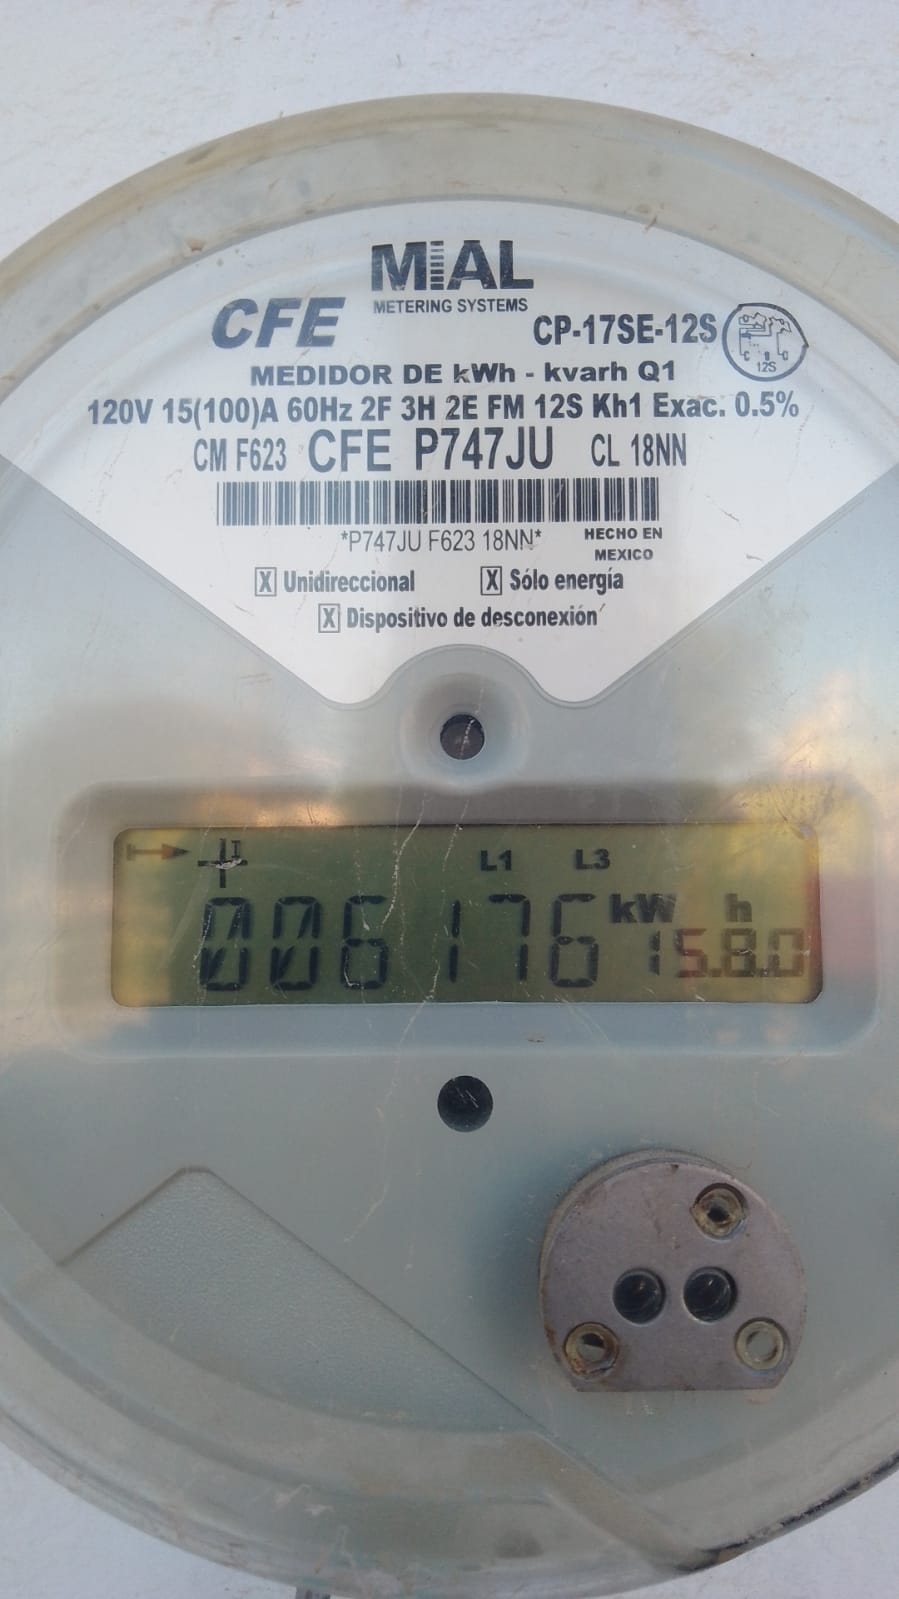 MIAL
METERING SYSTEMS
CFE
CP-17SE-12S
12S
MEDIDOR DE kWh - kvarh Q1
120V 15(100)A 60Hz 2F 3H 2E FM 12S Kh1 Exac. 0.5%
CM F623 CFE P747JU CL 18NN
*P747JU F623 18NN*
HECHO EN
MEXICO
X Unidireccional X Sólo energía
X Dispositivo de desconexión
L1 L3
006176 kW h
15.8.0